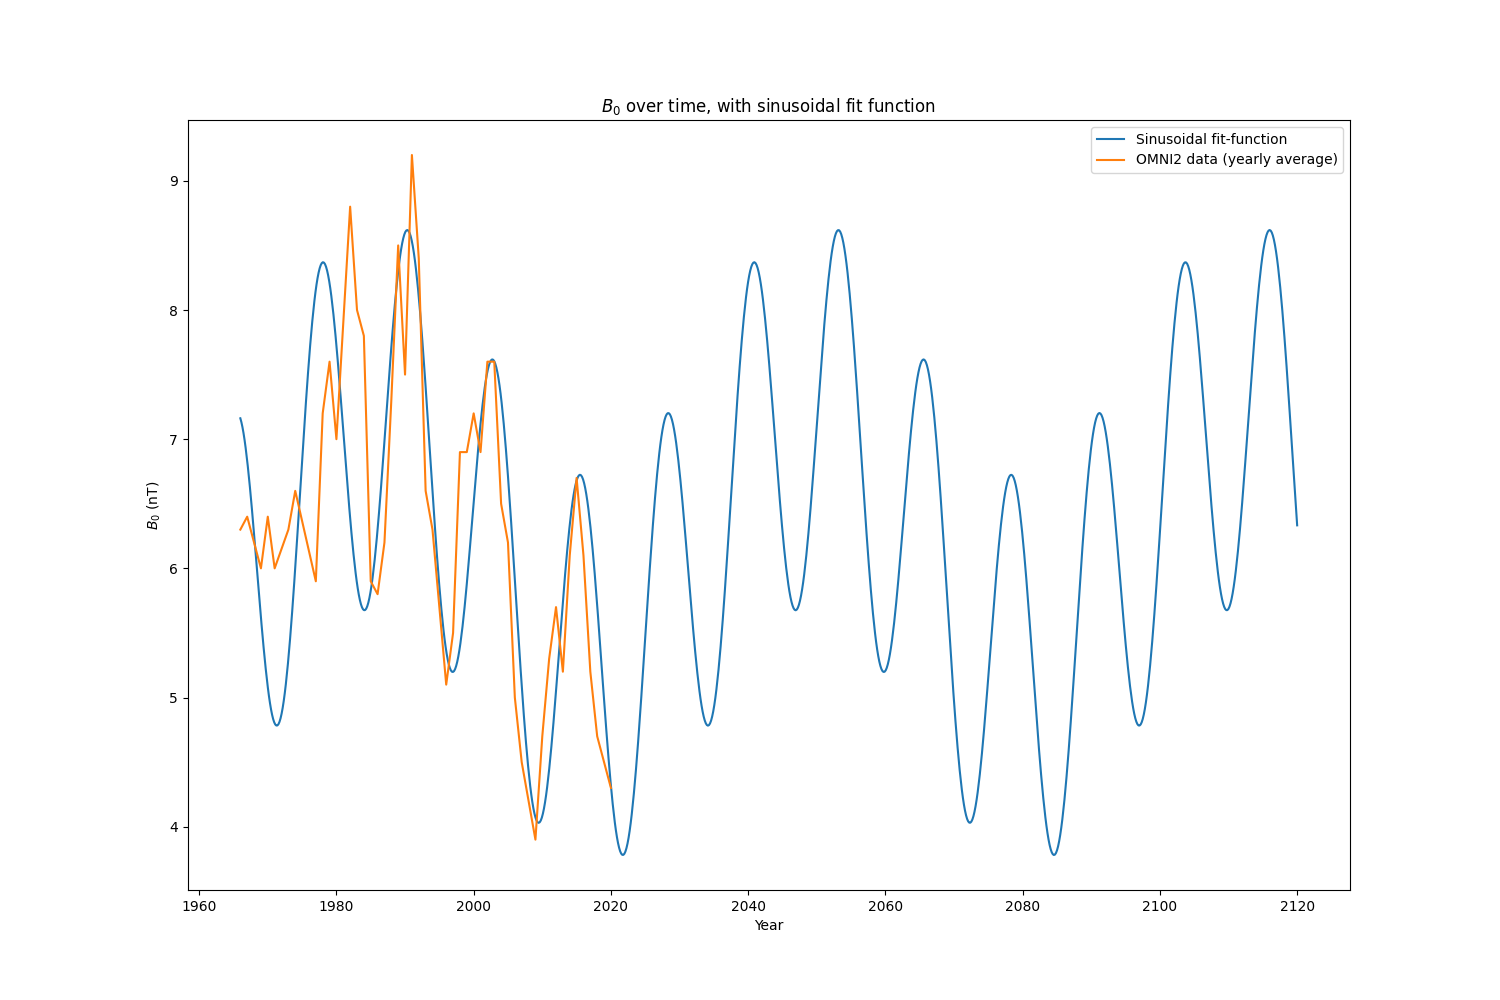 B₀ over time, with sinusoidal fit function
Sinusoidal fit-function
OMNI2 data (yearly average)
9
8
7
6
5
4
B₀ (nT)
1960 1980 2000 2020 2040 2060 2080 2100 2120
Year